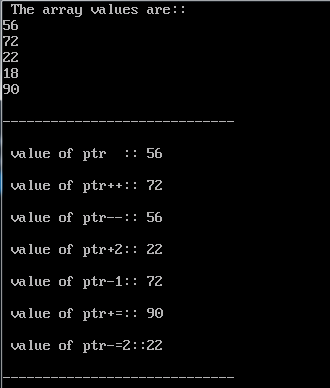 The array values are::
56
72
22
18
90
-----------------------------
value of ptr  :: 56
value of ptr++:: 72
value of ptr--:: 56
value of ptr+2:: 22
value of ptr-1:: 72
value of ptr+=:: 90
value of ptr-=2::22
-----------------------------